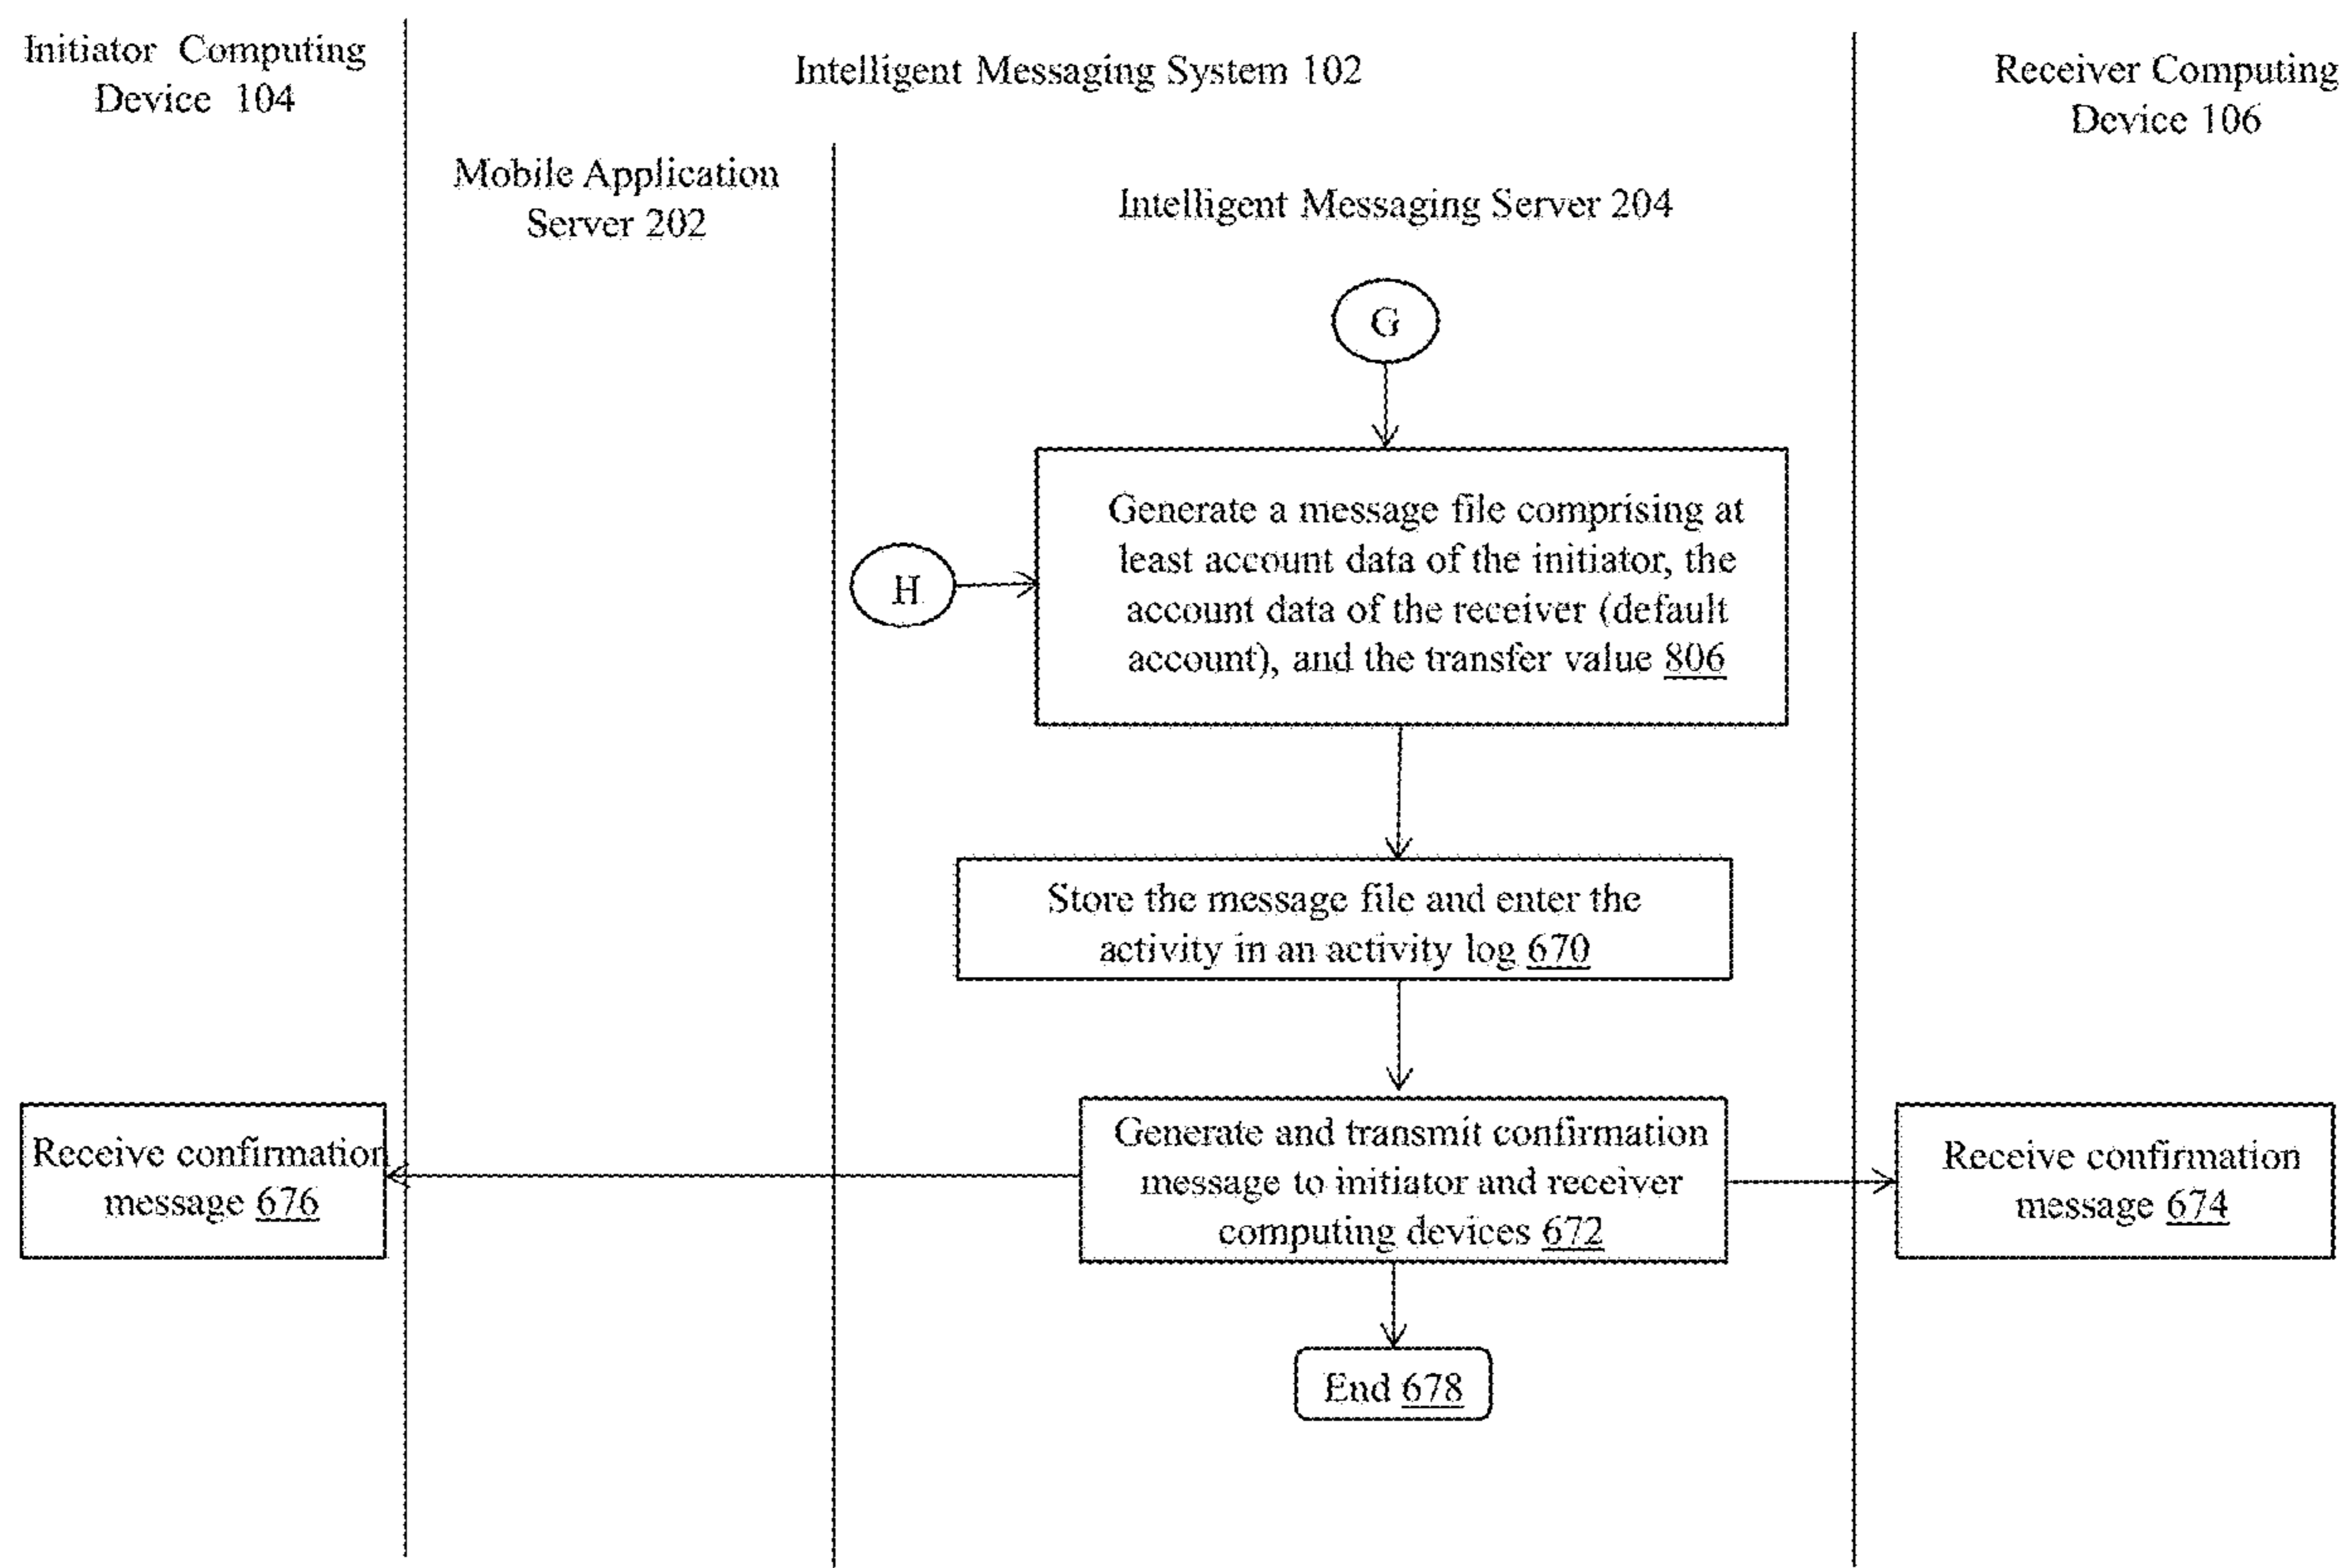 Initiator Computing
Device 104
Intelligent Messaging System 102
Receiver Computing
Device 106
Mobile Application
Server 202
Intelligent Messaging Server 204
G
Generate a message file comprising at
least account data of the initiator, the
account data of the receiver (default
account), and the transfer value 806
H
Store the message file and enter the
activity in an activity log 670
Receive confirmation
message 676
Generate and transmit confirmation
message to initiator and receiver
computing devices 672
Receive confirmation
message 674
End 678